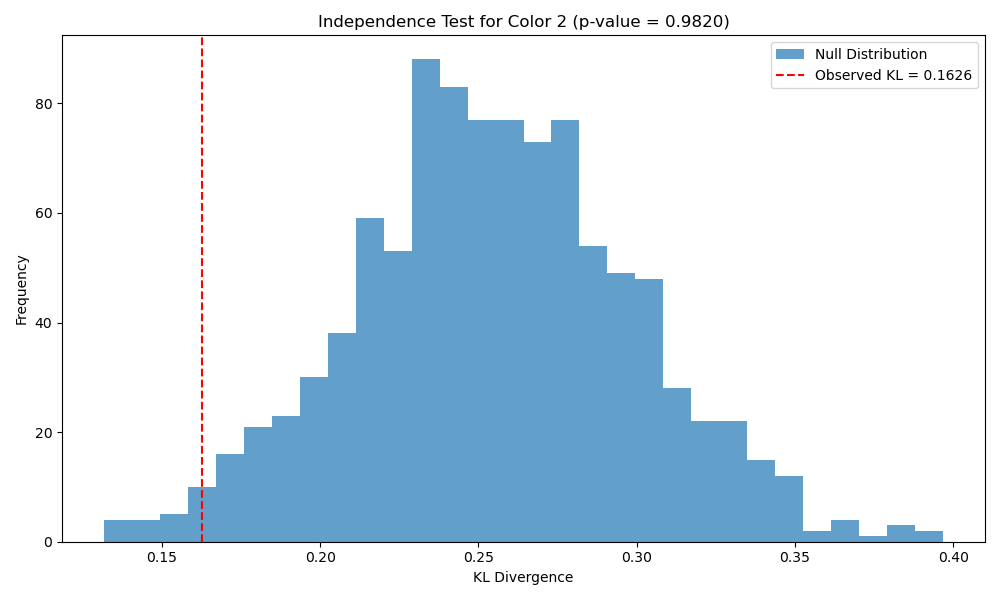 Independence Test for Color 2 (p-value = 0.9820)
Null Distribution
Observed KL = 0.1626
Frequency
80
60
40
20
0
0.15 0.20 0.25 0.30 0.35 0.40
KL Divergence